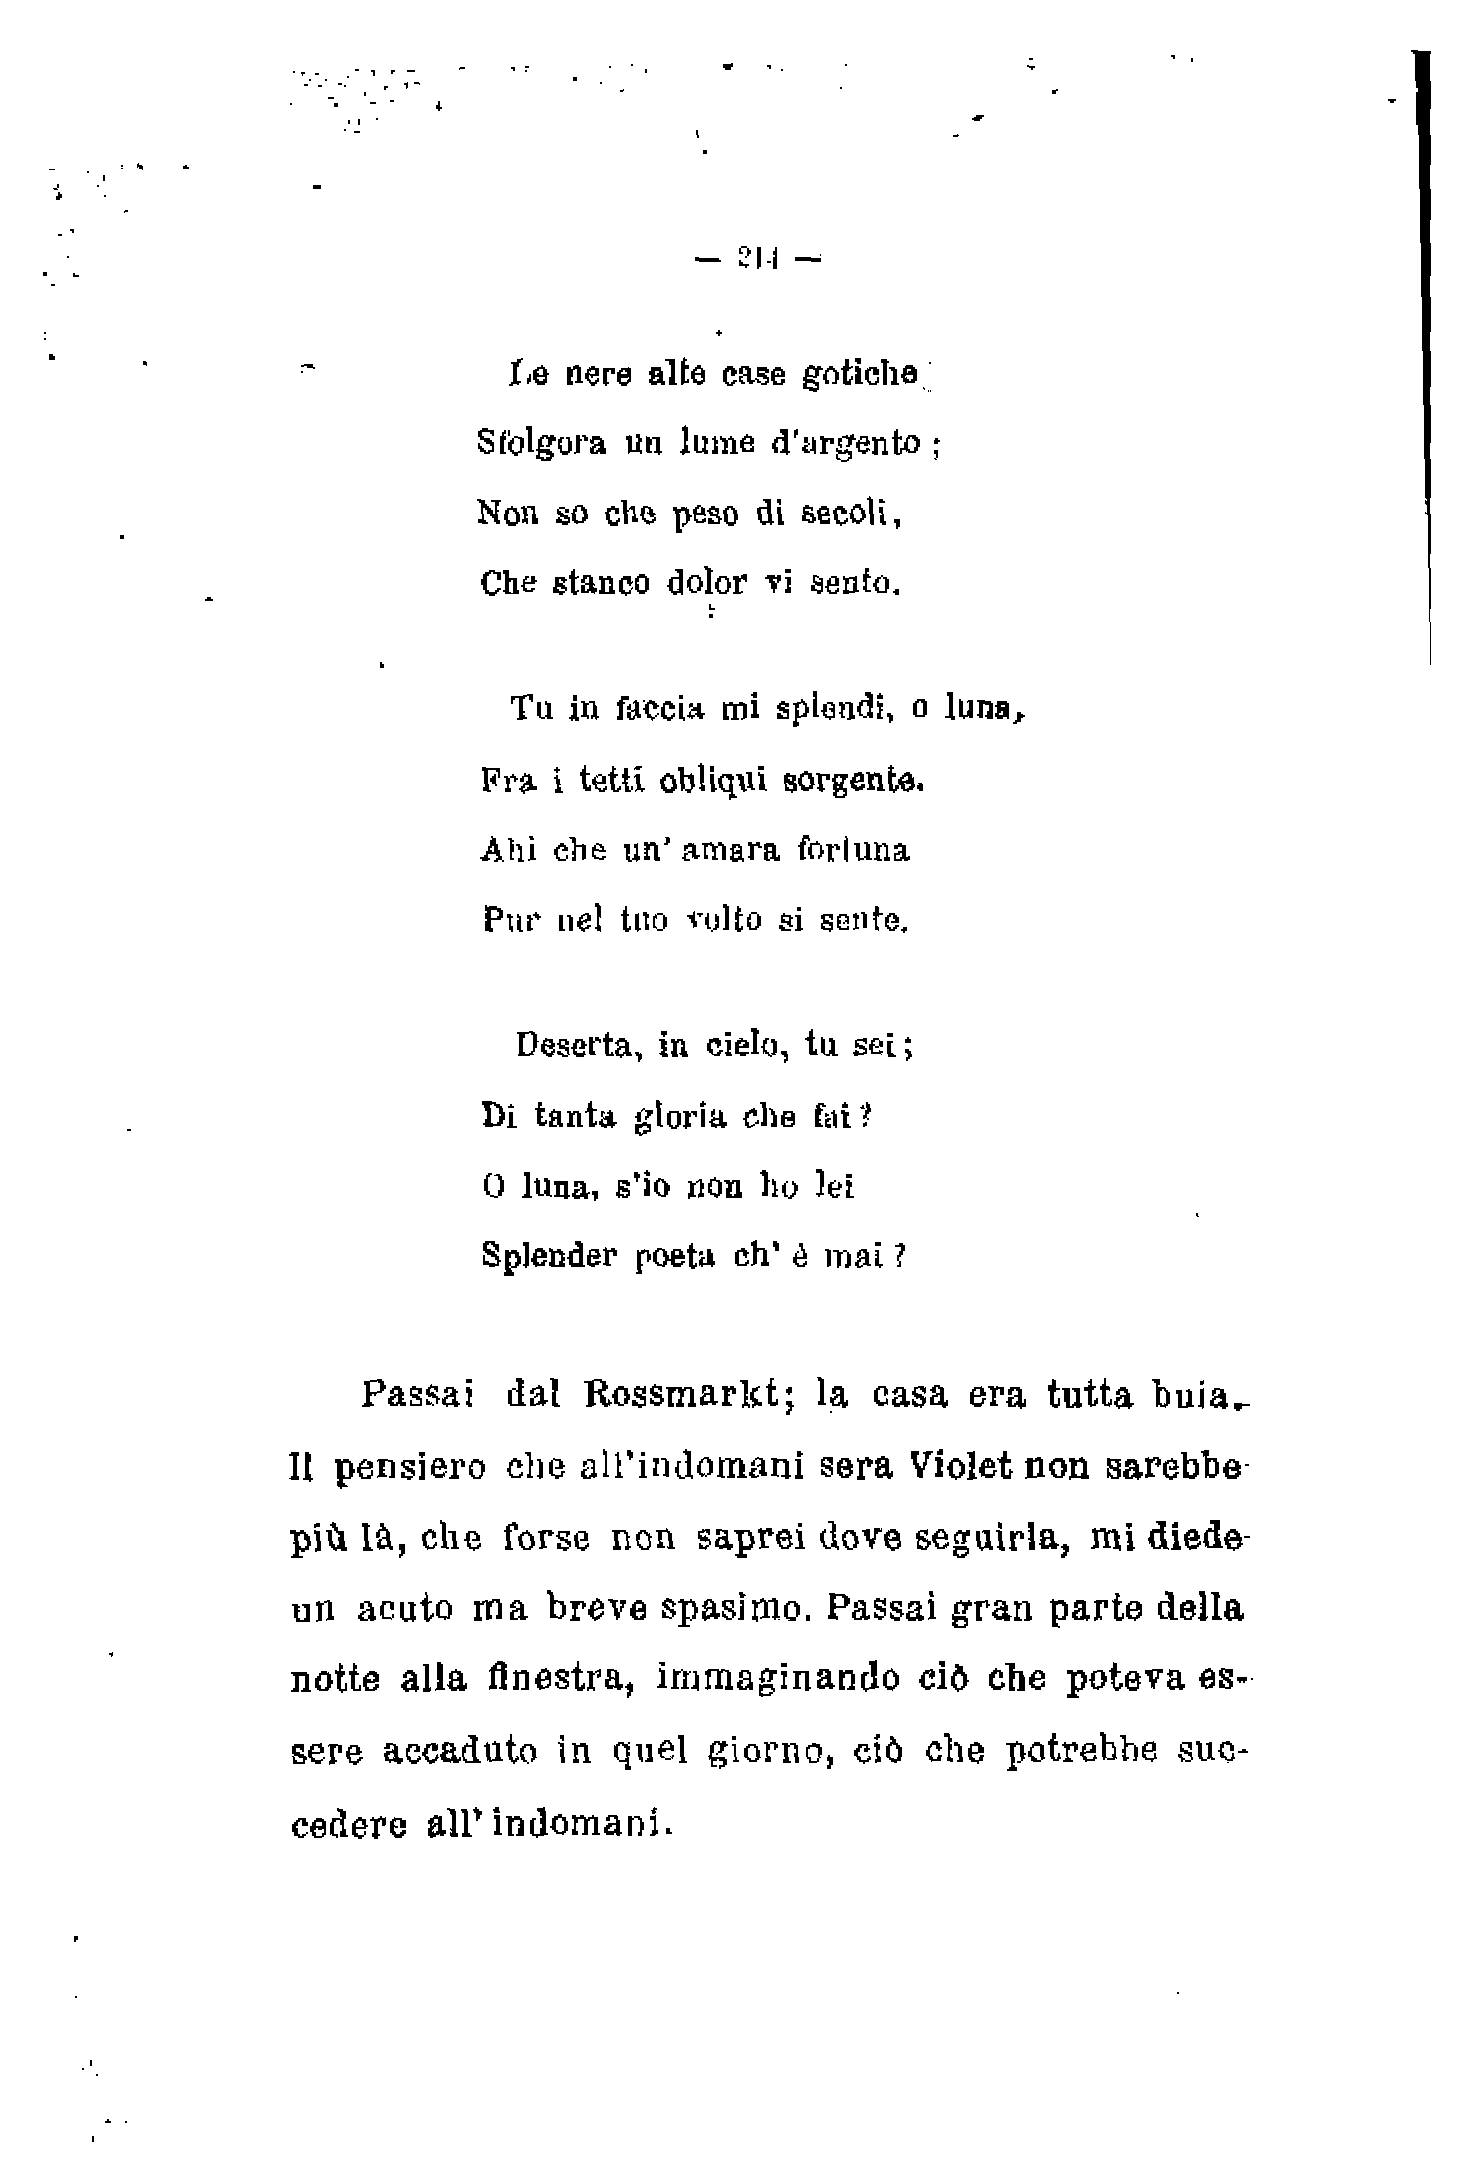 — 214 —
Le nere alte case gotiche
Sfolgora un lume d'argento ;
Non so che peso di secoli,
Che stanco dolor vi sento.
Tu in faccia mi splendi, o luna,
Fra i tetti obliqui sorgente.
Ahi che un' amara fortuna
Pur nel tuo volto si sente.
Deserta, in cielo, tu sei ;
Di tanta gloria che fai ?
O luna, s'io non ho lei
Splender poeta ch' è mai ?
Passai dal Rossmarkt; la casa era tutta buia.
Il pensiero che all'indomani sera Violet non sarebbe
più là, che forse non saprei dove seguirla, mi diede
un acuto ma breve spasimo. Passai gran parte della
notte alla finestra, immaginando ciò che poteva es-
sere accaduto in quel giorno, ciò che potrebbe suc-
cedere all' indomani.